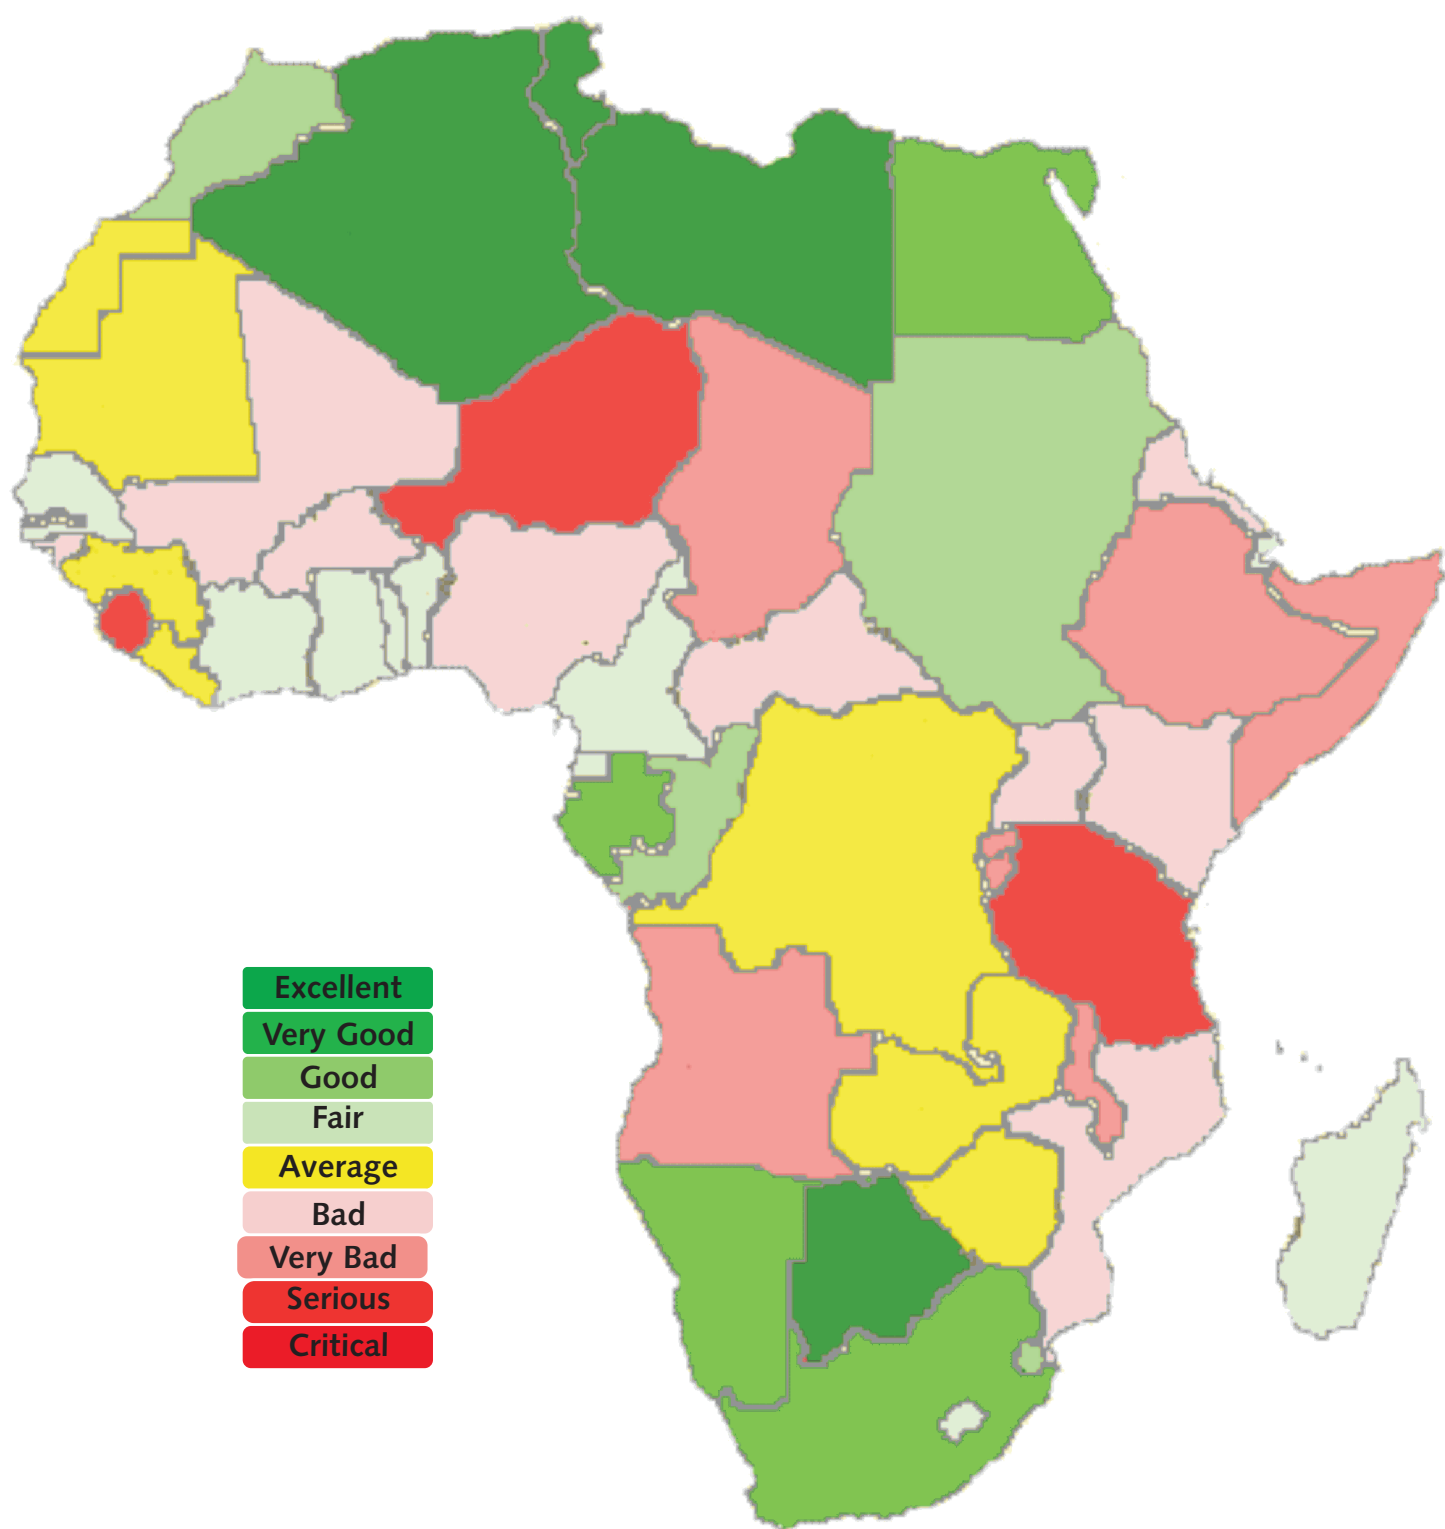 Excellent
Very Good
Good
Fair
Average
Bad
Very Bad
Serious
Critical